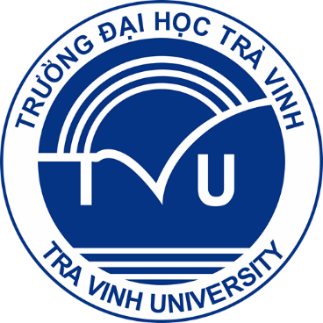 TRƯỜNG ĐẠI HỌC TRÀ VINH
TVU
TRA VINH UNIVERSITY